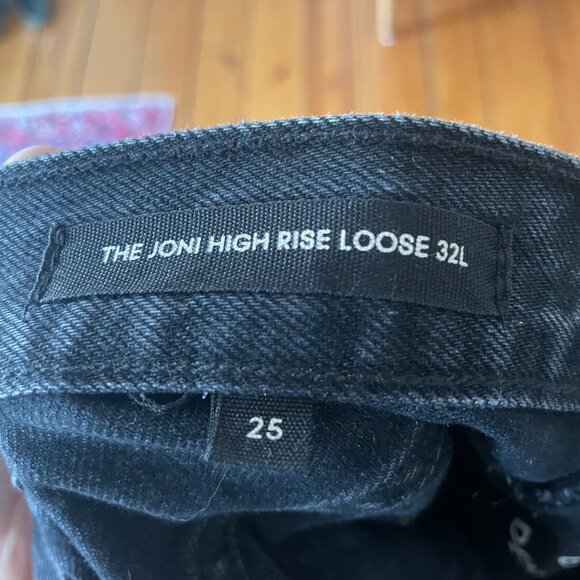 THE JONI HIGH RISE LOOSE 32L
25